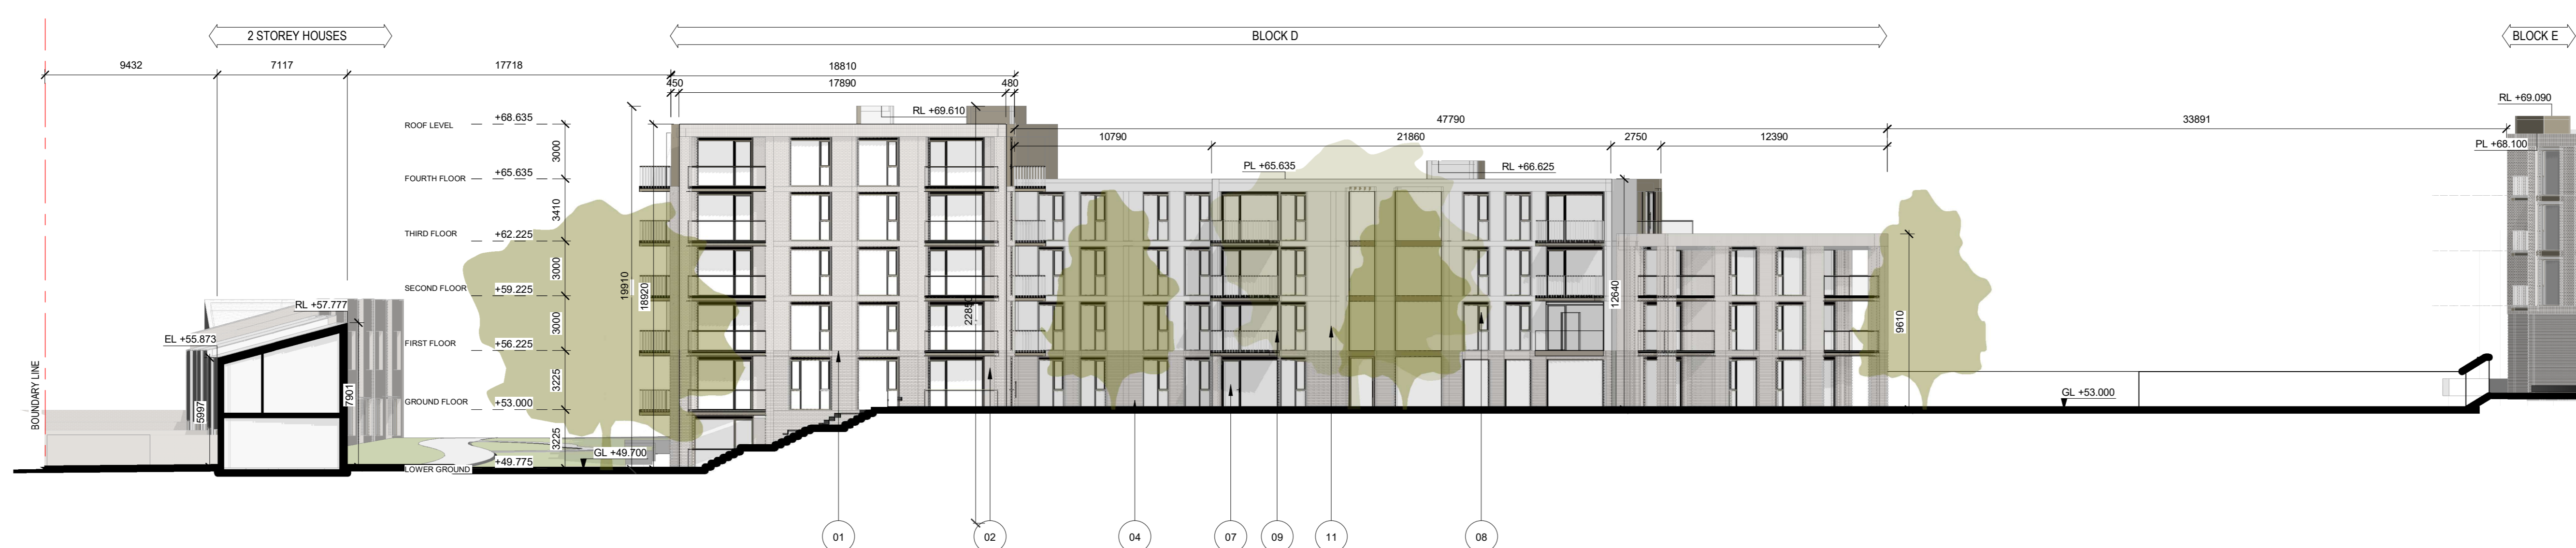 2 STOREY HOUSES
BLOCK D
BLOCK E
9432
7117
17718
18810
450
17890
480
47790
10790
21860
2750
12390
33891
RL +69.090
PL +68.100
RL +69.610
PL +65.635
RL +66.625
ROOF LEVEL +68.635
3000
FOURTH FLOOR +65.635
3410
THIRD FLOOR +62.225
3000
SECOND FLOOR +59.225
3000
FIRST FLOOR +56.225
3225
GROUND FLOOR +53.000
3225
LOWER GROUND +49.775
19910
18920
22850
12640
9610
RL +57.777
EL +55.873
5997
7901
BOUNDARY LINE
GL +49.700
GL +53.000
01
02
04
07
09
11
08